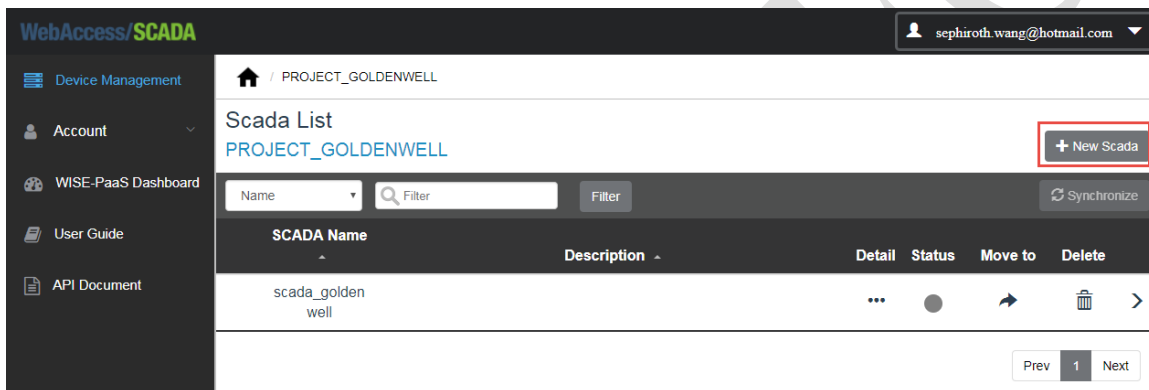 WebAccess/SCADA
sephiroth.wang@hotmail.com
Device Management
Account
WISE-PaaS Dashboard
User Guide
API Document
/ PROJECT_GOLDENWELL
Scada List
PROJECT_GOLDENWELL
+ New Scada
Name
Filter
Filter
Synchronize
SCADA Name
Description
Detail
Status
Move to
Delete
scada_golden
well
Prev
1
Next